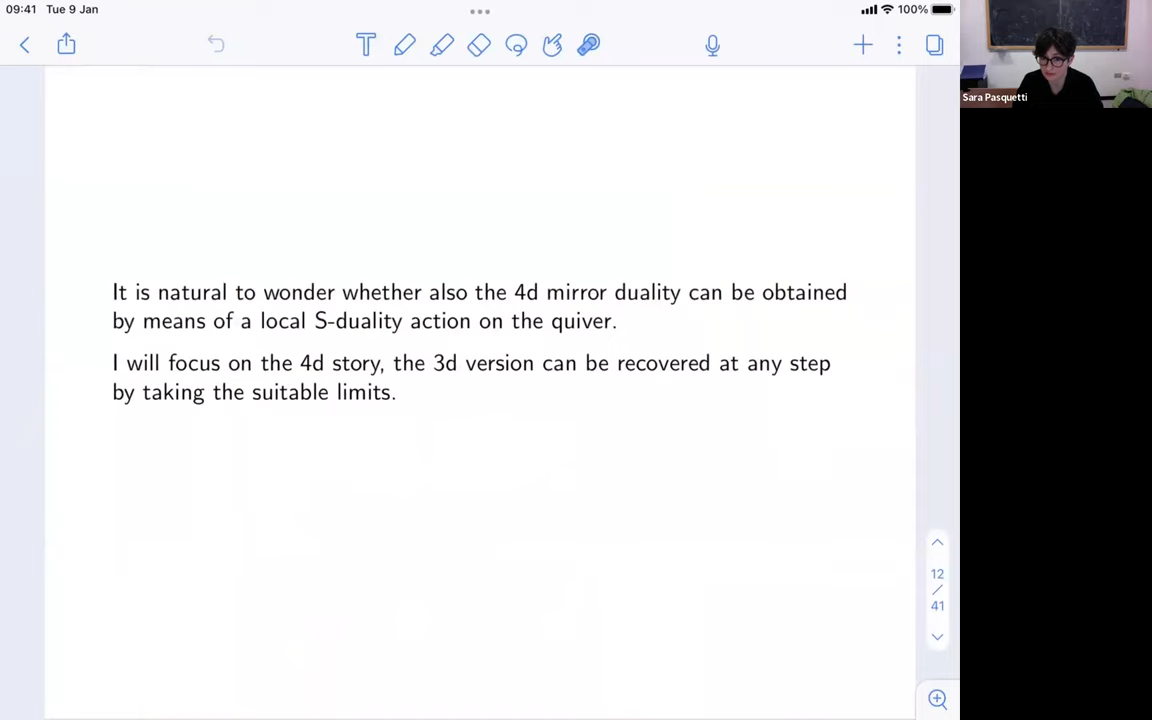 09:41 Tue 9 Jan
100%
Sara Pasquetti
It is natural to wonder whether also the 4d mirror duality can be obtained
by means of a local S-duality action on the quiver.
I will focus on the 4d story, the 3d version can be recovered at any step
by taking the suitable limits.
12
/
41